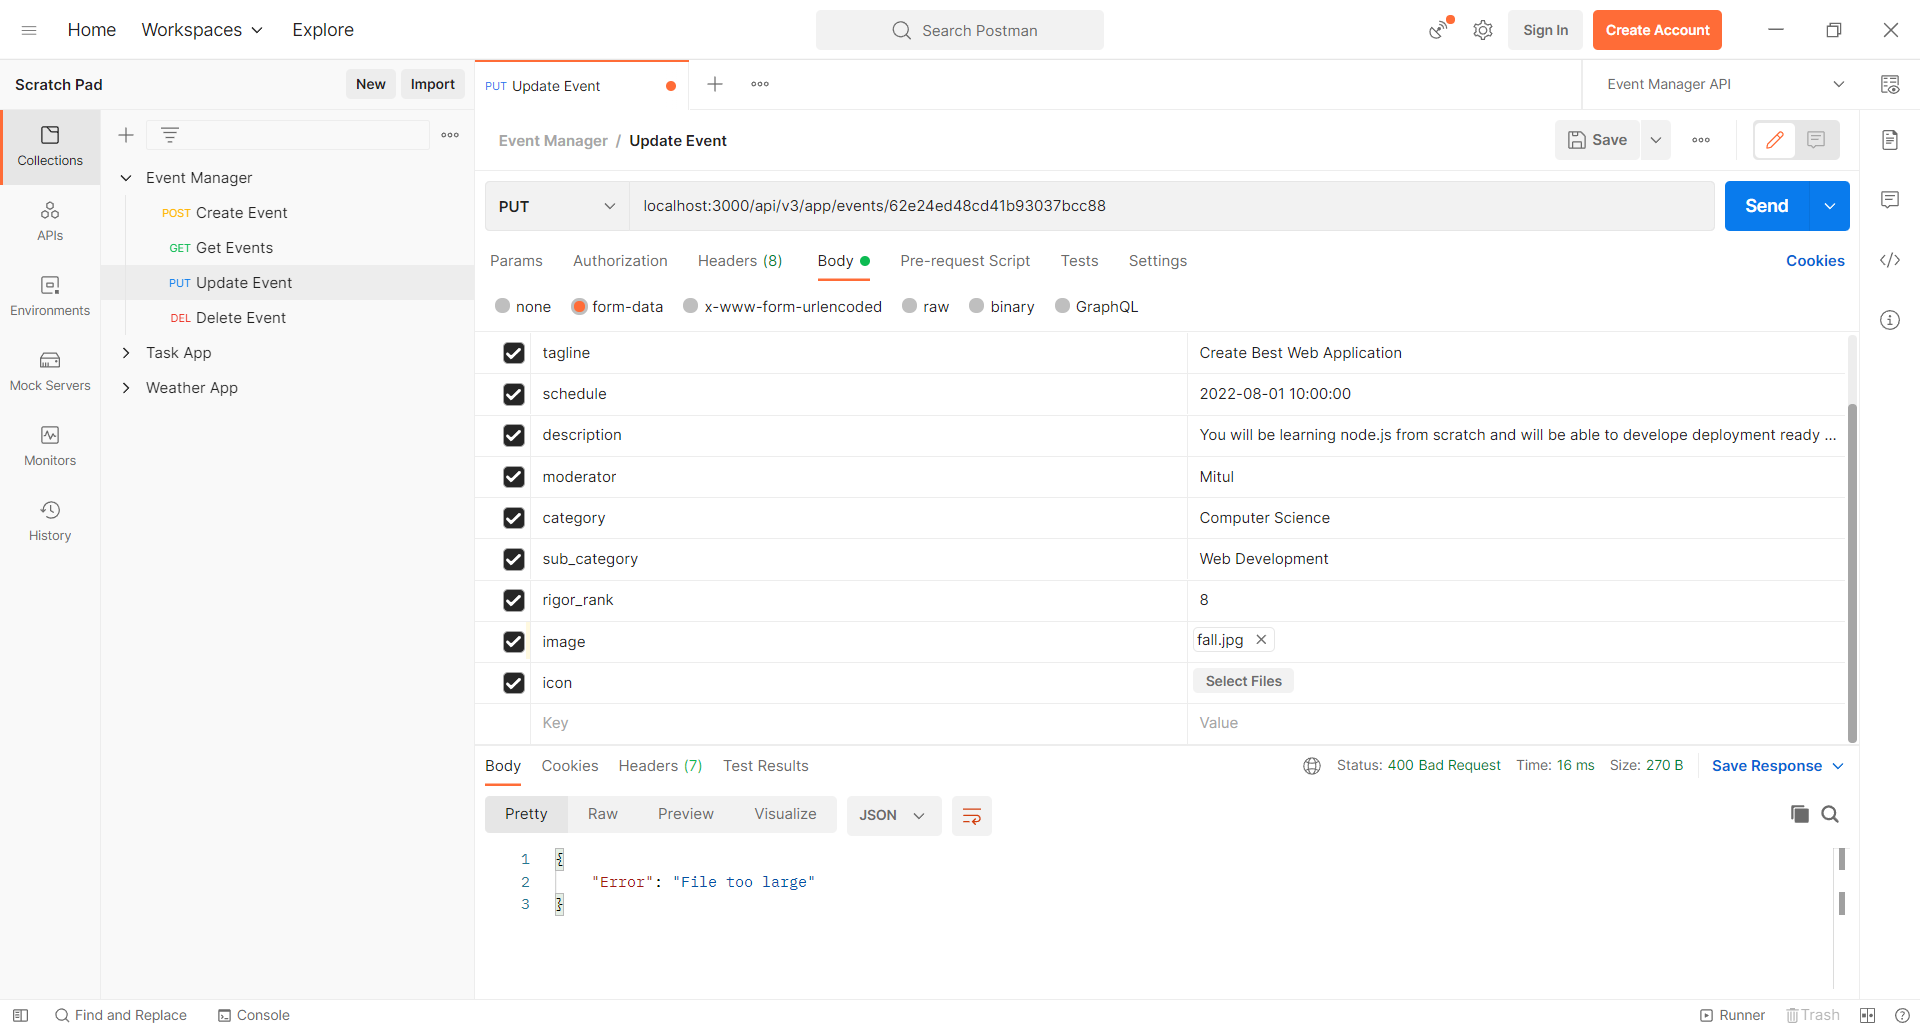 Home Workspaces Explore Search Postman Sign In Create Account
Scratch Pad New Import PUT Update Event Event Manager API
Event Manager / Update Event Save
Collections
APIs
Environments
Mock Servers
Monitors
History
Event Manager
POST Create Event
GET Get Events
PUT Update Event
DEL Delete Event
Task App
Weather App
PUT localhost:3000/api/v3/app/events/62e24ed48cd41b93037bcc88 Send
Params Authorization Headers (8) Body Pre-request Script Tests Settings Cookies
none form-data x-www-form-urlencoded raw binary GraphQL
tagline Create Best Web Application
schedule 2022-08-01 10:00:00
description You will be learning node.js from scratch and will be able to develope deployment ready ...
moderator Mitul
category Computer Science
sub_category Web Development
rigor_rank 8
image fall.jpg
icon Select Files
Key Value
Body Cookies Headers (7) Test Results Status: 400 Bad Request Time: 16 ms Size: 270 B Save Response
Pretty Raw Preview Visualize JSON
1 {
2 "Error": "File too large"
3 }
Find and Replace Console Runner Trash